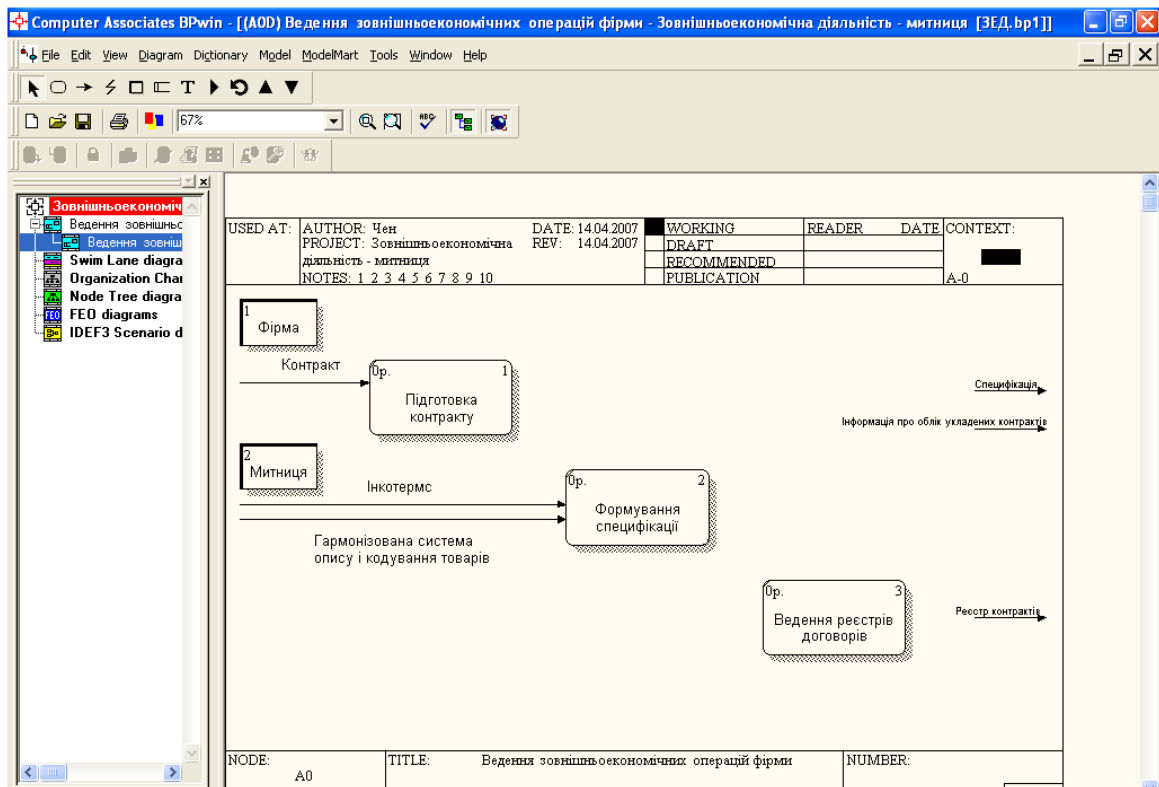 Computer Associates BPwin - [(A0D) Ведення зовнішньоекономічних операцій фірми - Зовнішньоекономічна діяльність - митниця [ЗЕД.bp1]]
File Edit View Diagram Dictionary Model ModelMart Tools Window Help
T
67%
ABC
Зовнішньоекономіч
Ведення зовнішньс
Ведення зовніш
Swim Lane diagra
Organization Char
Node Tree diagra
FEO diagrams
IDEF3 Scenario d
USED AT: AUTHOR: Чен DATE: 14.04.2007 WORKING READER DATE CONTEXT:
PROJECT: Зовнішньоекономічна REV: 14.04.2007 DRAFT
діяльність - митниця RECOMMENDED
NOTES: 1 2 3 4 5 6 7 8 9 10 PUBLICATION A-0
1
Фірма
Контракт
0р. 1
Підготовка
контракту
Специфікація
Інформація про облік укладених контрактів
2
Митниця
Інкотермс
0р. 2
Формування
специфікації
Гармонізована система
опису і кодування товарів
0р. 3
Ведення реєстрів
договорів
Реєстр контрактів
NODE: TITLE: Ведення зовнішньоекономічних операцій фірми NUMBER:
A0